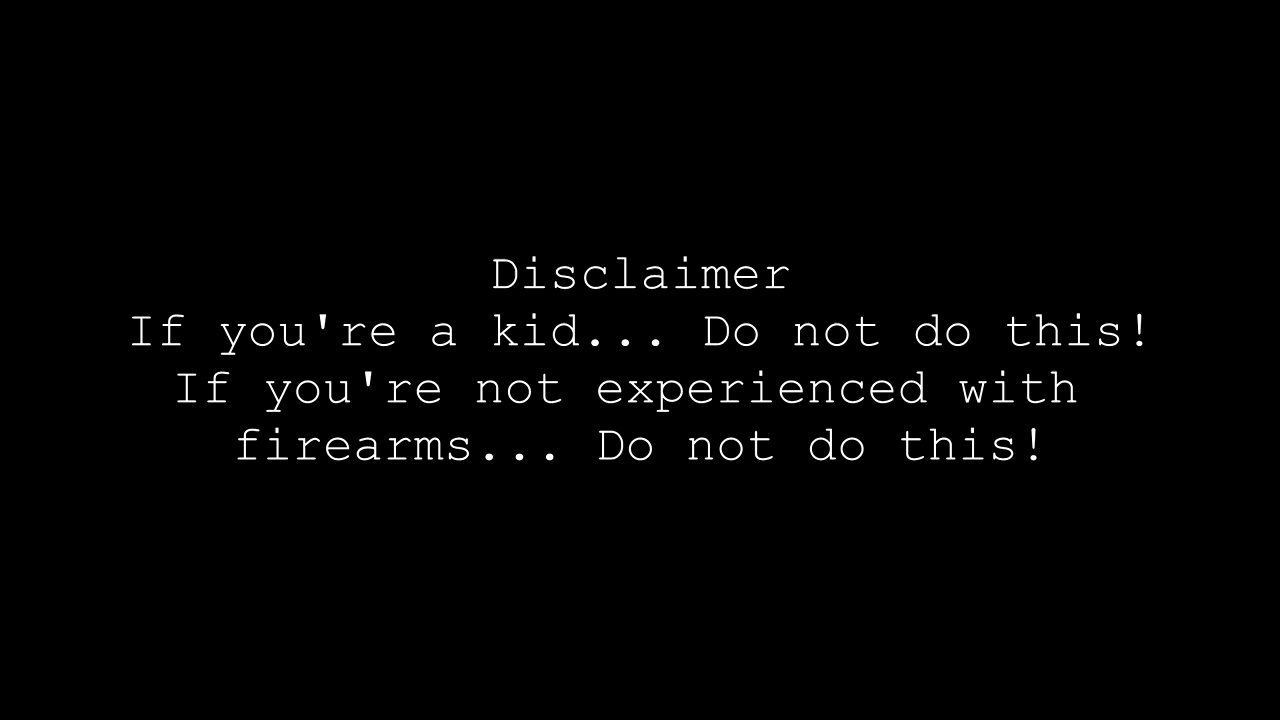 Disclaimer
If you're a kid... Do not do this!
If you're not experienced with
firearms... Do not do this!